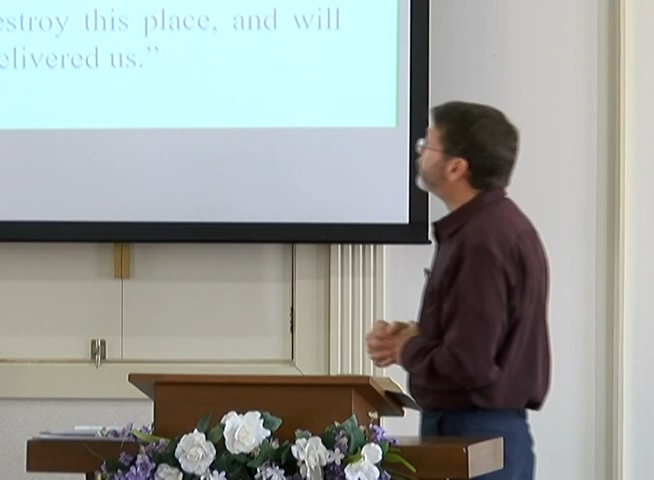 estroy this place, and will
elivered us.”